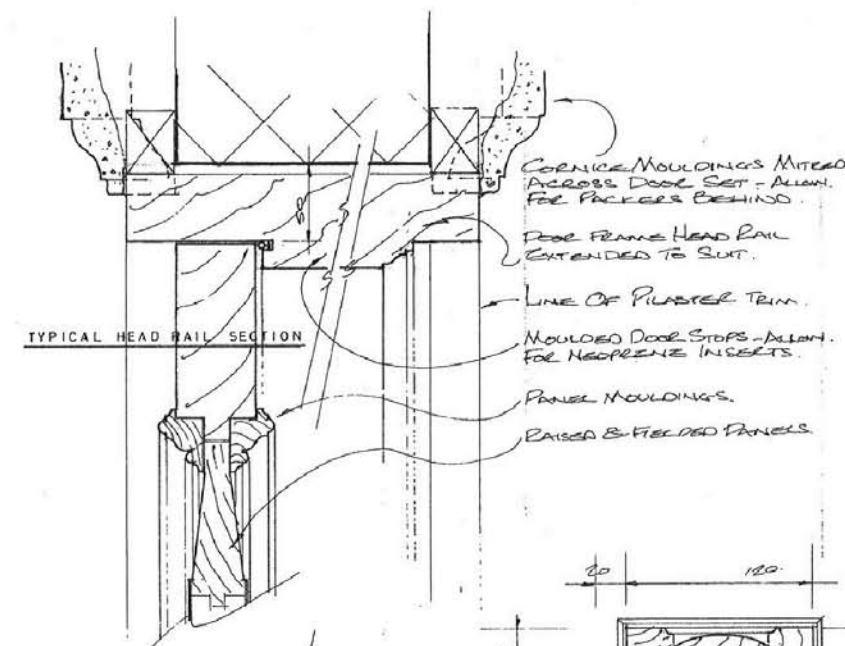 CORNICE MOULDINGS MITRED
ACROSS DOOR SET - ALLOW.
FOR PACKERS BEHIND.
50
DOOR FRAME HEAD RAIL
EXTENDED TO SUIT.
LINE OF PILASTER TRIM.
TYPICAL HEAD RAIL SECTION
MOULDED DOOR STOPS - ALLOW.
FOR NEOPRENE INSERTS.
PANEL MOULDINGS.
RAISED & FIELDED PANELS
20
120.